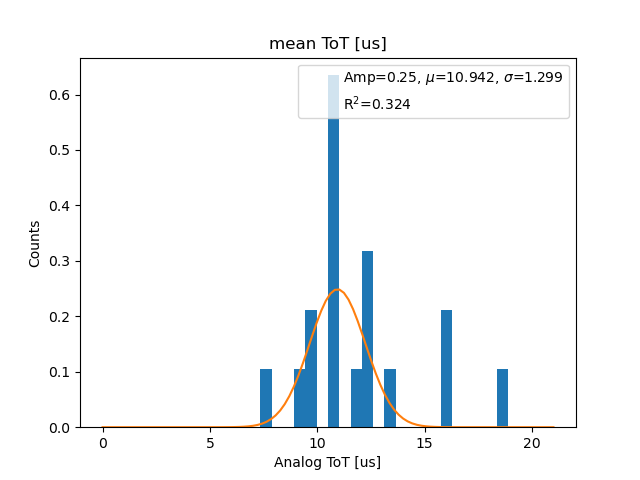 mean ToT [us]
Amp=0.25, μ=10.942, σ=1.299
R²=0.324
Counts
0.6
0.5
0.4
0.3
0.2
0.1
0.0
0 5 10 15 20
Analog ToT [us]